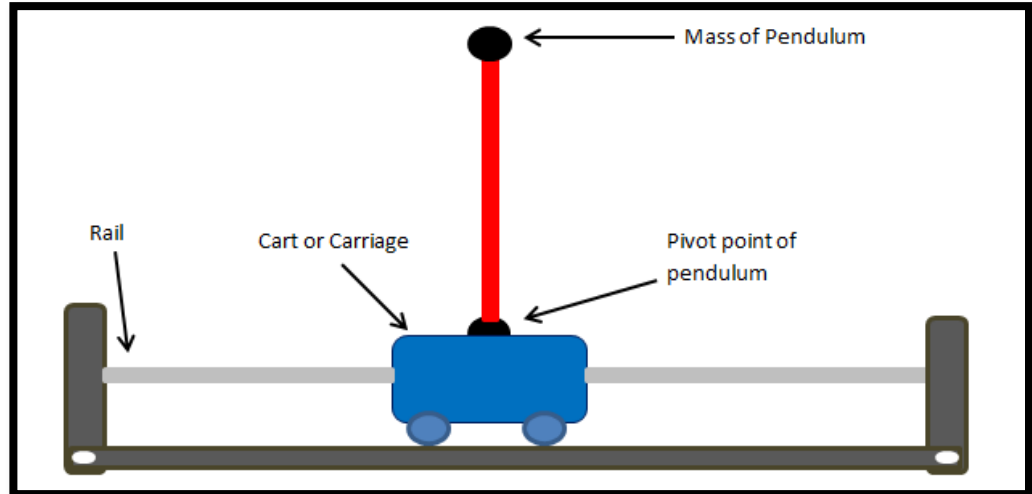 Mass of Pendulum
Rail
Cart or Carriage
Pivot point of
pendulum